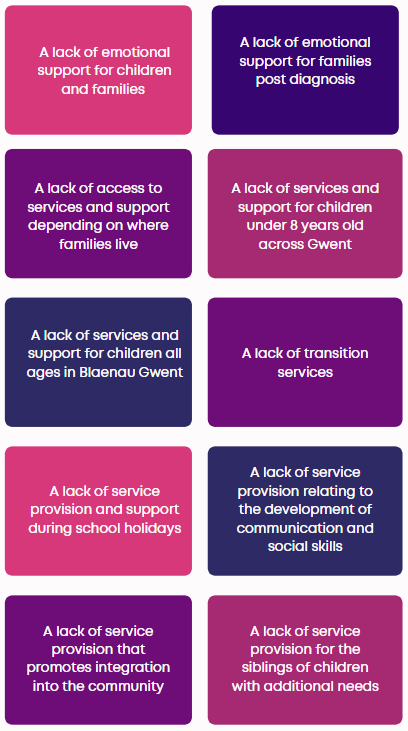 A lack of emotional
support for children
and families
A lack of emotional
support for families
post diagnosis
A lack of access to
services and support
depending on where
families live
A lack of services and
support for children
under 8 years old
across Gwent
A lack of services and
support for children all
ages in Blaenau Gwent
A lack of transition
services
A lack of service
provision and support
during school holidays
A lack of service
provision relating to
the development of
communication and
social skills
A lack of service
provision that
promotes integration
into the community
A lack of service
provision for the
siblings of children
with additional needs